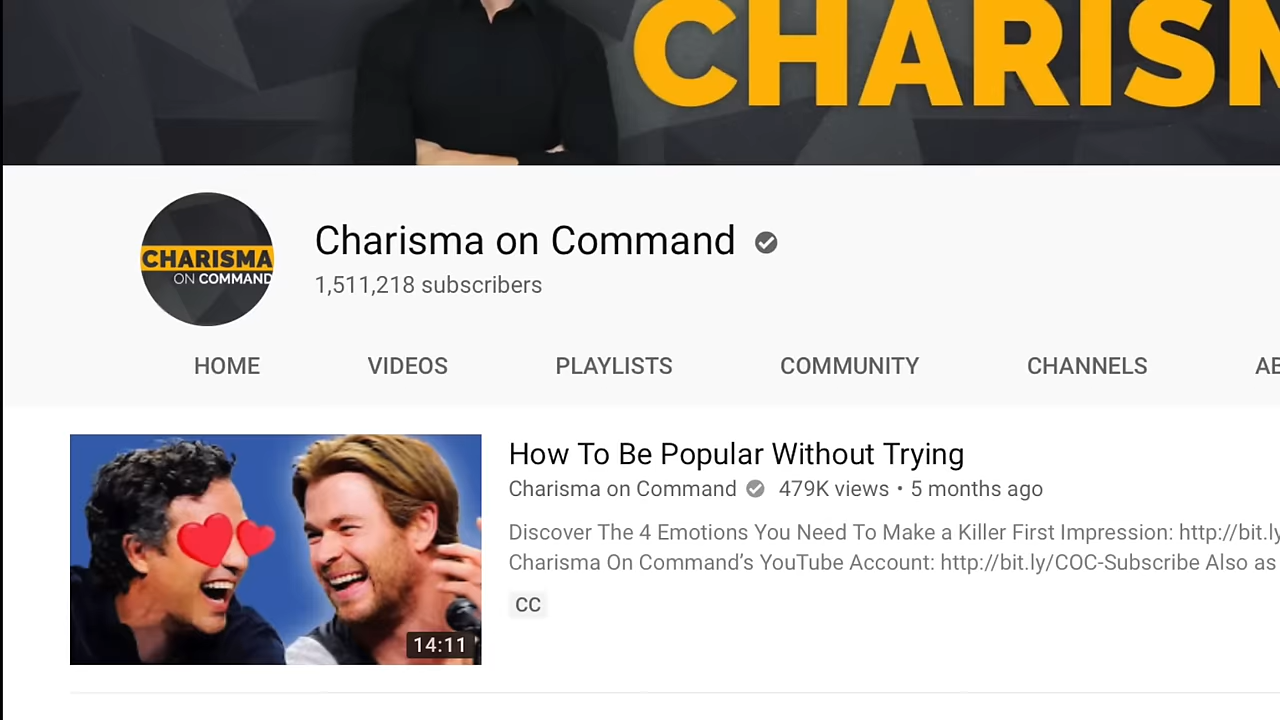 CHARISM
CHARISMA
ON COMMAND
Charisma on Command
1,511,218 subscribers
HOME VIDEOS PLAYLISTS COMMUNITY CHANNELS AB
How To Be Popular Without Trying
Charisma on Command 479K views • 5 months ago
Discover The 4 Emotions You Need To Make a Killer First Impression: http://bit.ly
Charisma On Command’s YouTube Account: http://bit.ly/COC-Subscribe Also as
CC
14:11